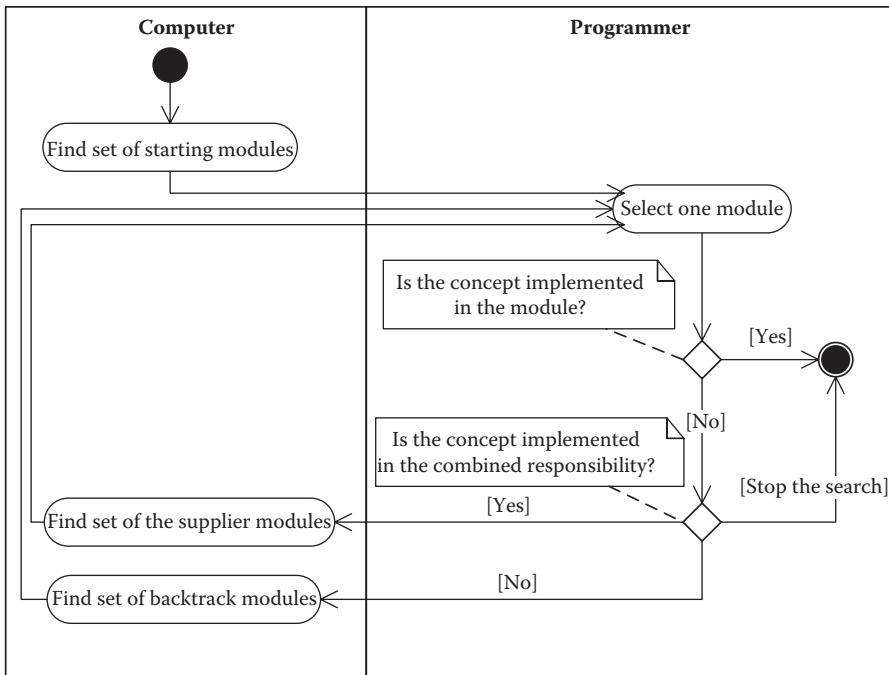 Computer
Programmer
Find set of starting modules
Select one module
Is the concept implemented
in the module?
[Yes]
[No]
Is the concept implemented
in the combined responsibility?
[Stop the search]
[Yes]
Find set of the supplier modules
[No]
Find set of backtrack modules